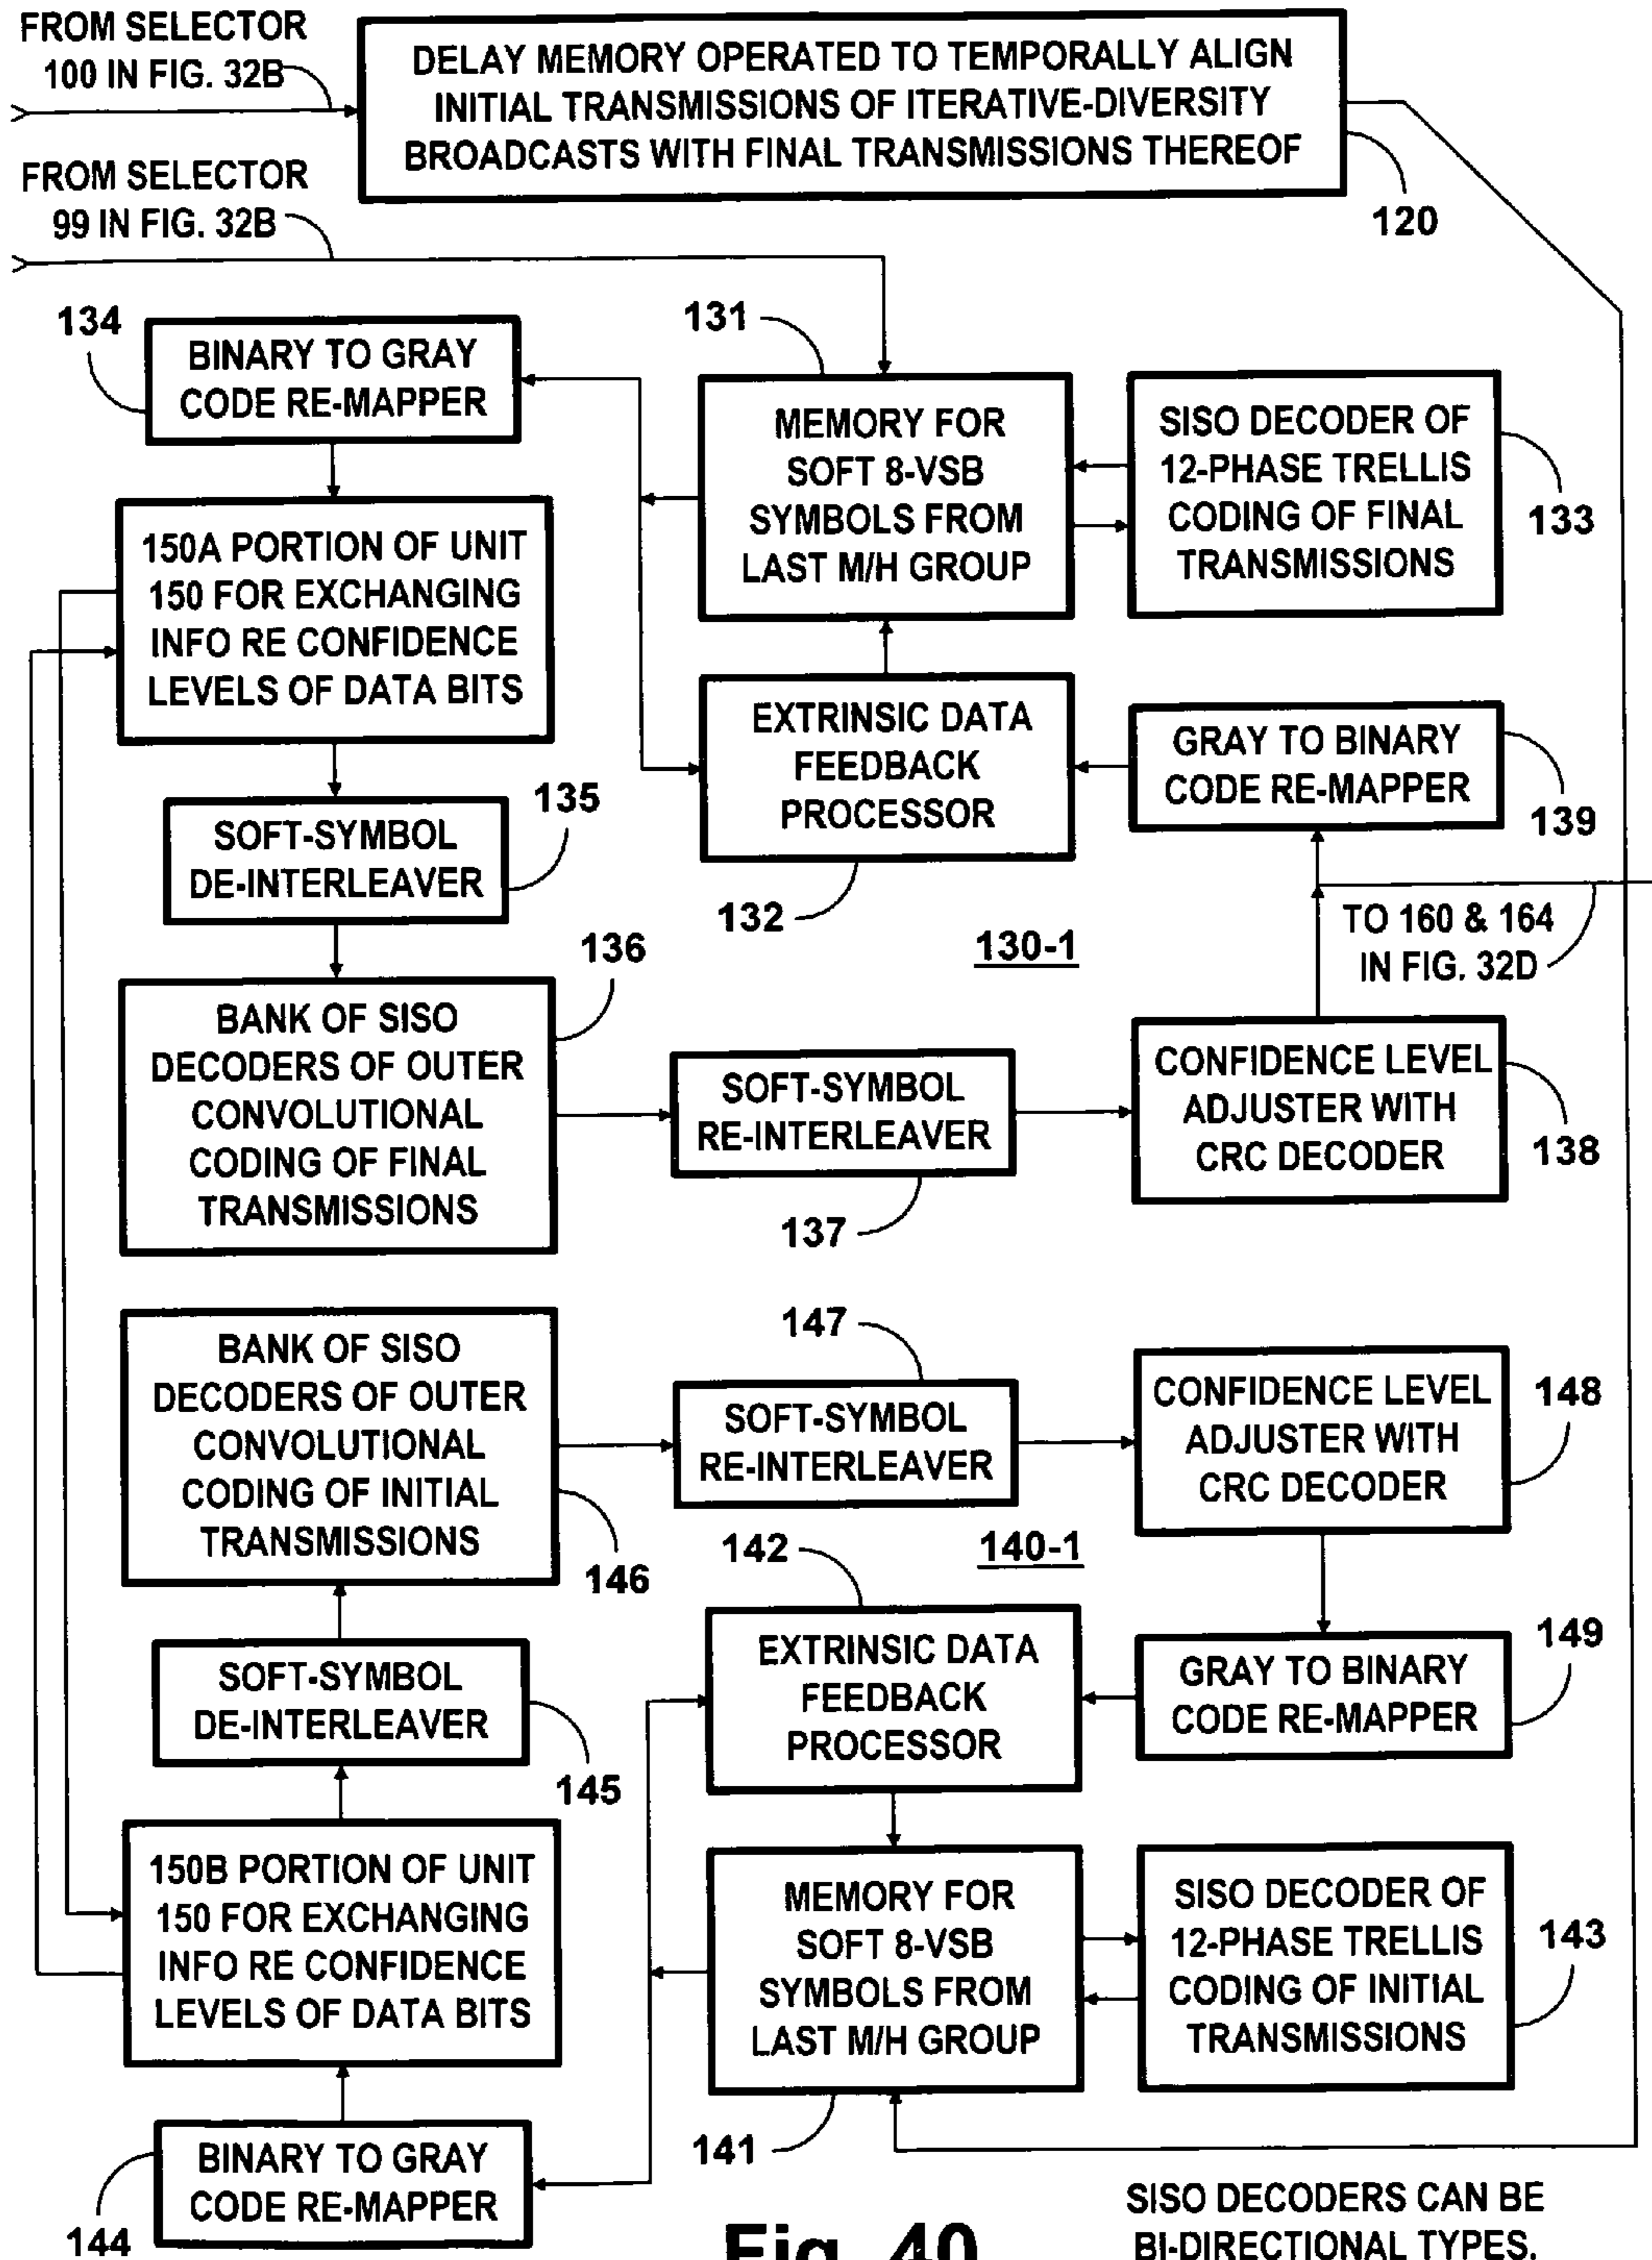 FROM SELECTOR
100 IN FIG. 32B
DELAY MEMORY OPERATED TO TEMPORALLY ALIGN
INITIAL TRANSMISSIONS OF ITERATIVE-DIVERSITY
BROADCASTS WITH FINAL TRANSMISSIONS THEREOF
120
FROM SELECTOR
99 IN FIG. 32B
134
BINARY TO GRAY
CODE RE-MAPPER
131
MEMORY FOR
SOFT 8-VSB
SYMBOLS FROM
LAST M/H GROUP
SISO DECODER OF
12-PHASE TRELLIS
CODING OF FINAL
TRANSMISSIONS
133
150A PORTION OF UNIT
150 FOR EXCHANGING
INFO RE CONFIDENCE
LEVELS OF DATA BITS
EXTRINSIC DATA
FEEDBACK
PROCESSOR
132
GRAY TO BINARY
CODE RE-MAPPER
139
SOFT-SYMBOL
DE-INTERLEAVER
135
130-1
TO 160 & 164
IN FIG. 32D
136
BANK OF SISO
DECODERS OF OUTER
CONVOLUTIONAL
CODING OF FINAL
TRANSMISSIONS
SOFT-SYMBOL
RE-INTERLEAVER
137
CONFIDENCE LEVEL
ADJUSTER WITH
CRC DECODER
138
BANK OF SISO
DECODERS OF OUTER
CONVOLUTIONAL
CODING OF INITIAL
TRANSMISSIONS
146
147
SOFT-SYMBOL
RE-INTERLEAVER
CONFIDENCE LEVEL
ADJUSTER WITH
CRC DECODER
148
142
140-1
EXTRINSIC DATA
FEEDBACK
PROCESSOR
GRAY TO BINARY
CODE RE-MAPPER
149
SOFT-SYMBOL
DE-INTERLEAVER
145
150B PORTION OF UNIT
150 FOR EXCHANGING
INFO RE CONFIDENCE
LEVELS OF DATA BITS
MEMORY FOR
SOFT 8-VSB
SYMBOLS FROM
LAST M/H GROUP
141
SISO DECODER OF
12-PHASE TRELLIS
CODING OF INITIAL
TRANSMISSIONS
143
BINARY TO GRAY
CODE RE-MAPPER
144
Fig. 40
SISO DECODERS CAN BE
BI-DIRECTIONAL TYPES.